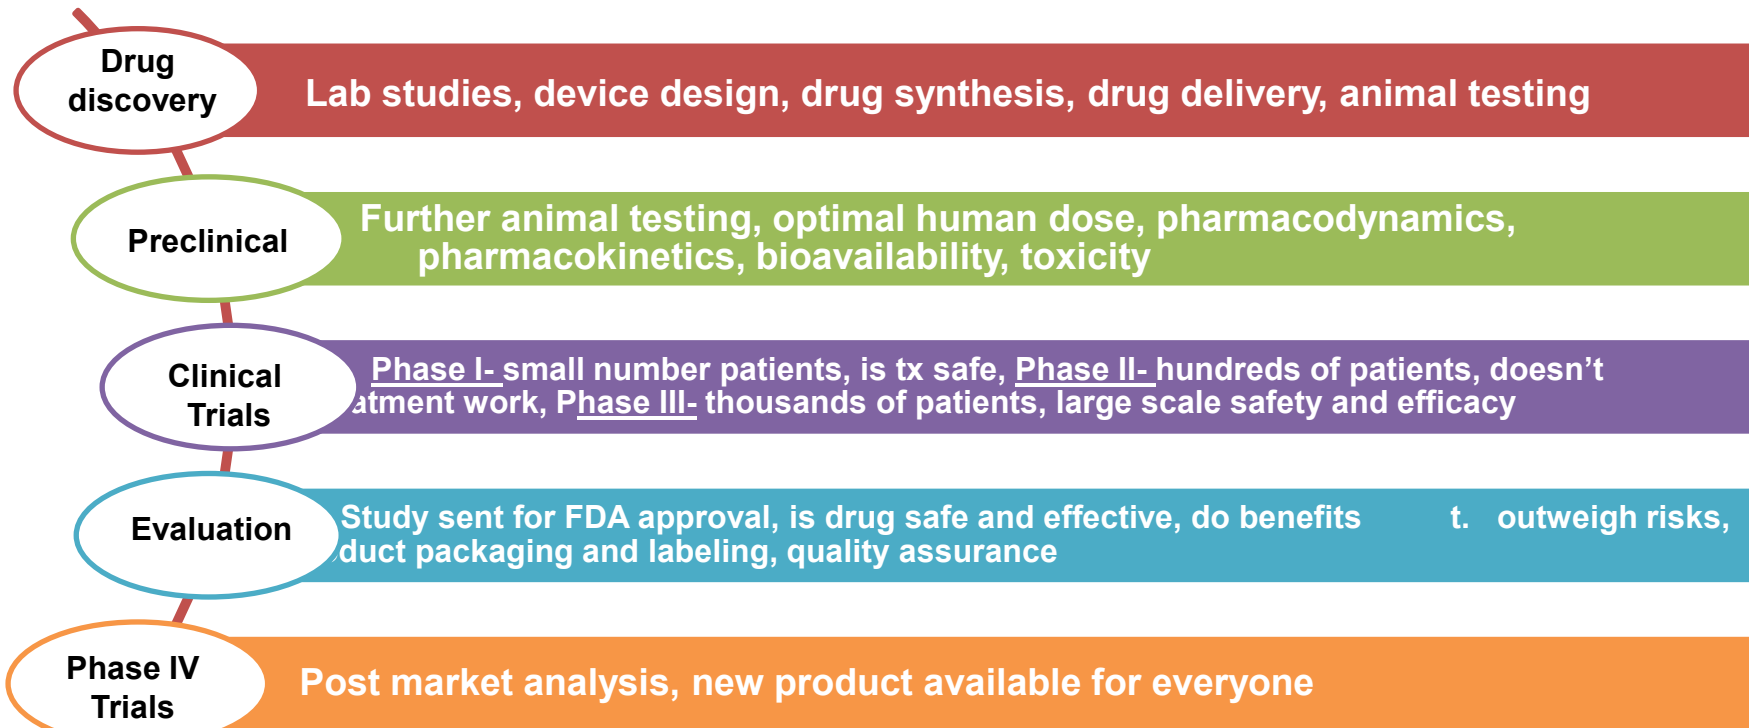 Drug
discovery
Lab studies, device design, drug synthesis, drug delivery, animal testing
Preclinical
Further animal testing, optimal human dose, pharmacodynamics,
pharmacokinetics, bioavailability, toxicity
Clinical
Trials
Phase I- small number patients, is tx safe, Phase II- hundreds of patients, doesn’t
atment work, Phase III- thousands of patients, large scale safety and efficacy
Evaluation
Study sent for FDA approval, is drug safe and effective, do benefits t. outweigh risks,
duct packaging and labeling, quality assurance
Phase IV
Trials
Post market analysis, new product available for everyone